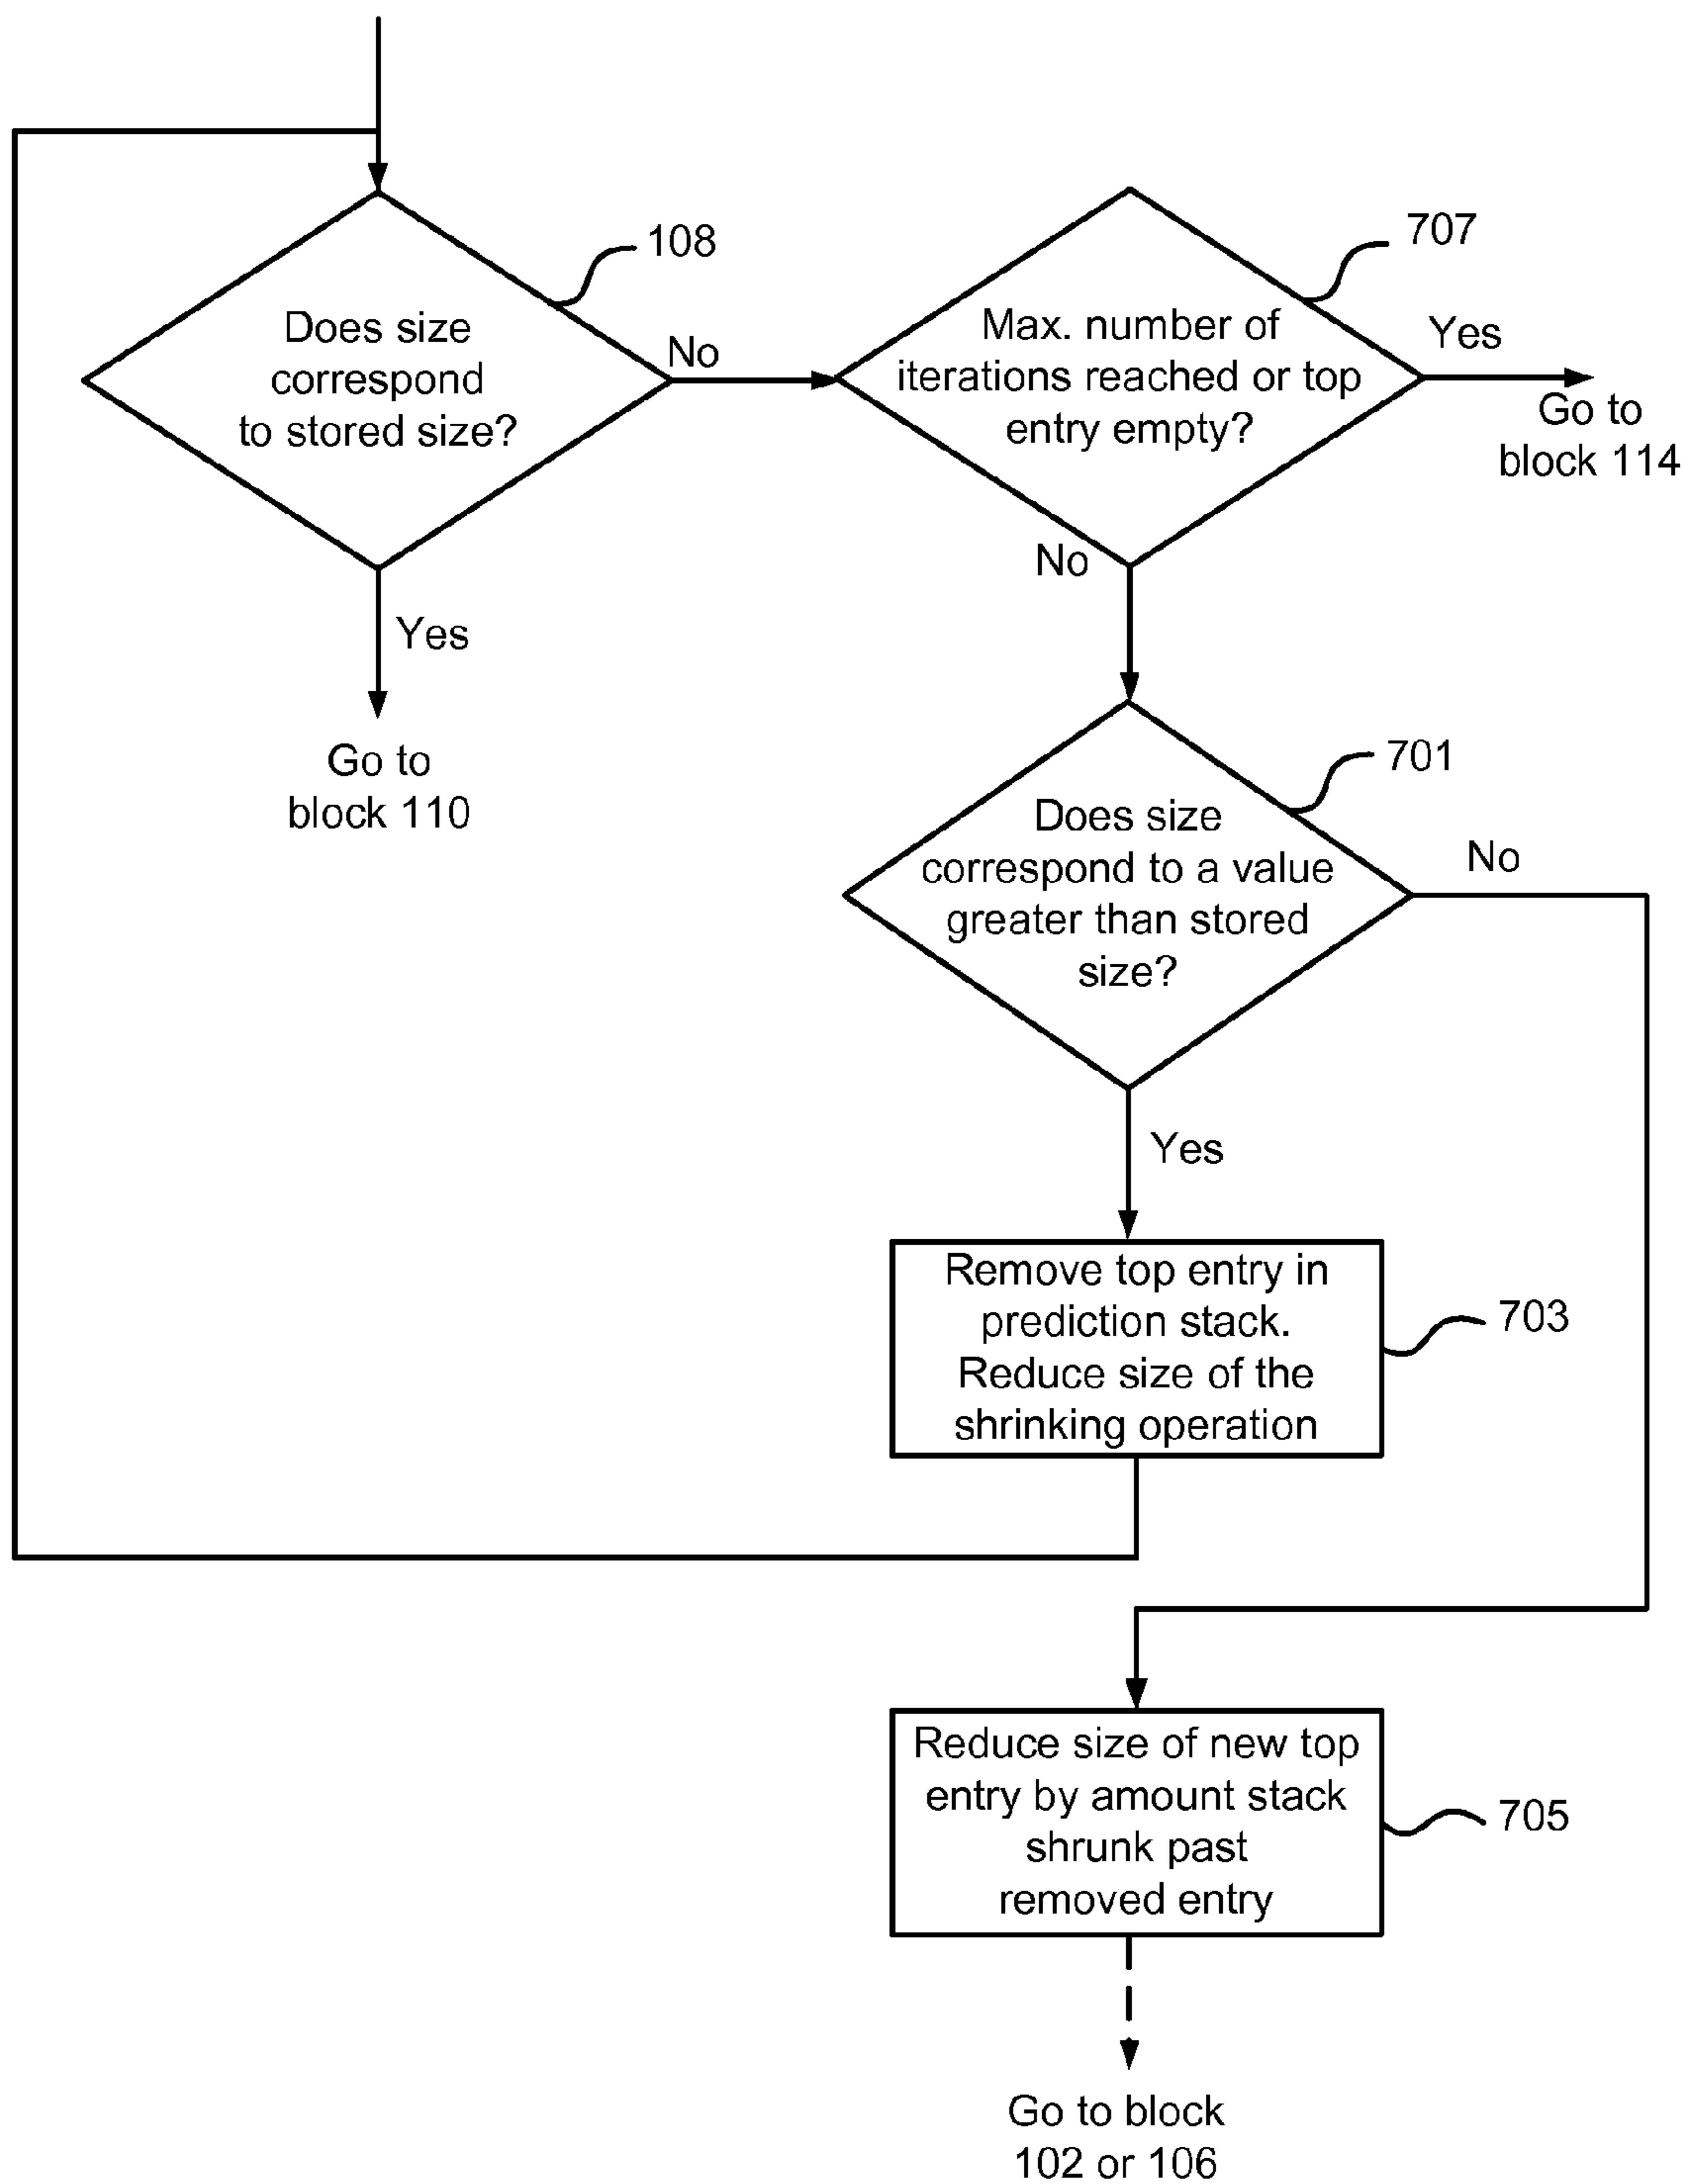 108
Does size
correspond
to stored size?
No
Yes
Go to
block 110
707
Max. number of
iterations reached or top
entry empty?
Yes
Go to
block 114
No
701
Does size
correspond to a value
greater than stored
size?
No
Yes
Remove top entry in
prediction stack.
Reduce size of the
shrinking operation
703
Reduce size of new top
entry by amount stack
shrunk past
removed entry
705
Go to block
102 or 106